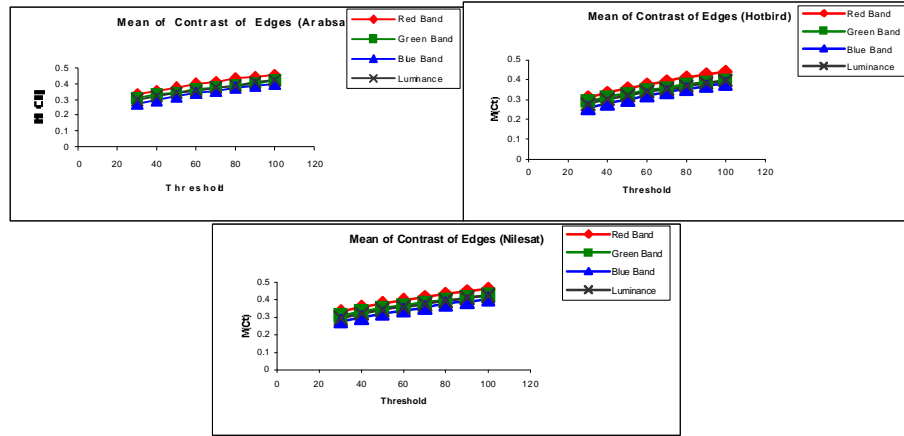 Mean of Contrast of Edges (Arabsa
Red Band
Green Band
Blue Band
Luminance
0.5
0.4
0.3
0.2
0.1
0
0 20 40 60 80 100 120
Threshold
Mean of Contrast of Edges (Hotbird)
Red Band
Green Band
Blue Band
Luminance
M(Ct)
0.5
0.4
0.3
0.2
0.1
0
0 20 40 60 80 100 120
Threshold
Mean of Contrast of Edges (Nilesat)
Red Band
Green Band
Blue Band
Luminance
M(Ct)
0.5
0.4
0.3
0.2
0.1
0
0 20 40 60 80 100 120
Threshold